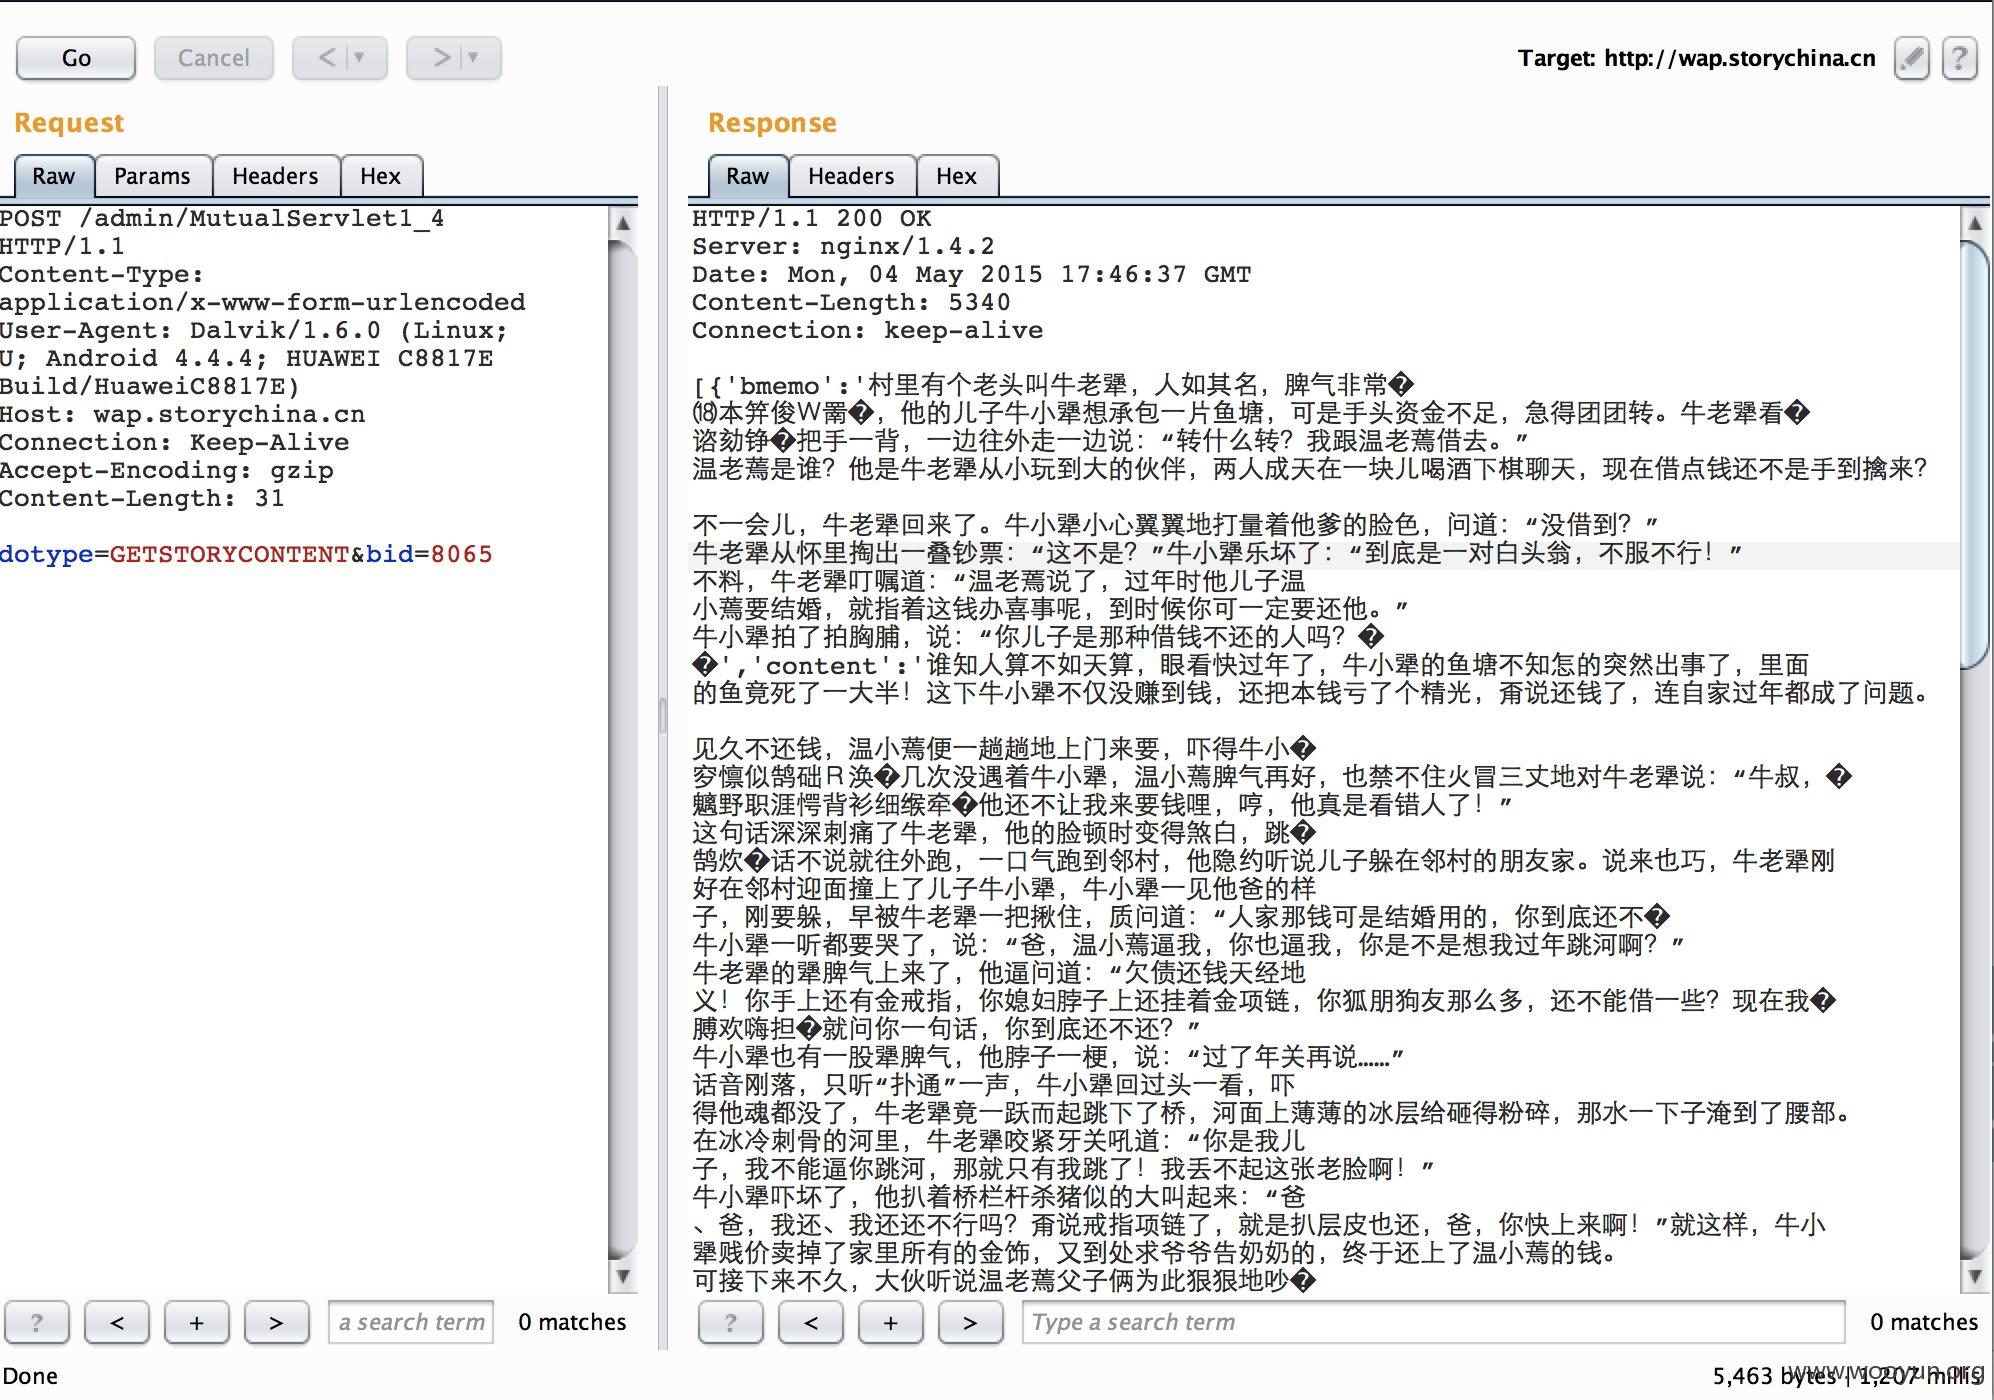 Go
Cancel
<
>
Target: http://wap.storychina.cn
?
Request
Response
Raw
Params
Headers
Hex
Raw
Headers
Hex
POST /admin/MutualServlet1_4
HTTP/1.1
Content-Type:
application/x-www-form-urlencoded
User-Agent: Dalvik/1.6.0 (Linux;
U; Android 4.4.4; HUAWEI C8817E
Build/HuaweiC8817E)
Host: wap.storychina.cn
Connection: Keep-Alive
Accept-Encoding: gzip
Content-Length: 31
dotype=GETSTORYCONTENT&bid=8065
HTTP/1.1 200 OK
Server: nginx/1.4.2
Date: Mon, 04 May 2015 17:46:37 GMT
Content-Length: 5340
Connection: keep-alive
[{'bmemo':'村里有个老头叫牛老犟，人如其名，脾气非常�
⒅本笄俊Ｗ罱�，他的儿子牛小犟想承包一片鱼塘，可是手头资金不足，急得团团转。牛老犟看�
谘劾铮�把手一背，一边往外走一边说：“转什么转？我跟温老蔫借去。”
温老蔫是谁？他是牛老犟从小玩到大的伙伴，两人成天在一块儿喝酒下棋聊天，现在借点钱还不是手到擒来？
不一会儿，牛老犟回来了。牛小犟小心翼翼地打量着他爹的脸色，问道：“没借到？”
牛老犟从怀里掏出一叠钞票：“这不是？”牛小犟乐坏了：“到底是一对白头翁，不服不行！”
不料，牛老犟叮嘱道：“温老蔫说了，过年时他儿子温
小蔫要结婚，就指着这钱办喜事呢，到时候你可一定要还他。”
牛小犟拍了拍胸脯，说：“你儿子是那种借钱不还的人吗？�
�','content':'谁知人算不如天算，眼看快过年了，牛小犟的鱼塘不知怎的突然出事了，里面
的鱼竟死了一大半！这下牛小犟不仅没赚到钱，还把本钱亏了个精光，甭说还钱了，连自家过年都成了问题。
见久不还钱，温小蔫便一趟趟地上门来要，吓得牛小�
穸懔似鹄础Ｒ涣�几次没遇着牛小犟，温小蔫脾气再好，也禁不住火冒三丈地对牛老犟说：“牛叔，�
魑野职涯愕背衫细缑牵�他还不让我来要钱哩，哼，他真是看错人了！”
这句话深深刺痛了牛老犟，他的脸顿时变得煞白，跳�
鹄炊�话不说就往外跑，一口气跑到邻村，他隐约听说儿子躲在邻村的朋友家。说来也巧，牛老犟刚
好在邻村迎面撞上了儿子牛小犟，牛小犟一见他爸的样
子，刚要躲，早被牛老犟一把揪住，质问道：“人家那钱可是结婚用的，你到底还不�
牛小犟一听都要哭了，说：“爸，温小蔫逼我，你也逼我，你是不是想我过年跳河啊？”
牛老犟的犟脾气上来了，他逼问道：“欠债还钱天经地
义！你手上还有金戒指，你媳妇脖子上还挂着金项链，你狐朋狗友那么多，还不能借一些？现在我�
膊欢嗨担�就问你一句话，你到底还不还？”
牛小犟也有一股犟脾气，他脖子一梗，说：“过了年关再说……”
话音刚落，只听“扑通”一声，牛小犟回过头一看，吓
得他魂都没了，牛老犟竟一跃而起跳下了桥，河面上薄薄的冰层给砸得粉碎，那水一下子淹到了腰部。
在冰冷刺骨的河里，牛老犟咬紧牙关吼道：“你是我儿
子，我不能逼你跳河，那就只有我跳了！我丢不起这张老脸啊！”
牛小犟吓坏了，他扒着桥栏杆杀猪似的大叫起来：“爸
、爸，我还、我还还不行吗？甭说戒指项链了，就是扒层皮也还，爸，你快上来啊！”就这样，牛小
犟贱价卖掉了家里所有的金饰，又到处求爷爷告奶奶的，终于还上了温小蔫的钱。
可接下来不久，大伙听说温老蔫父子俩为此狠狠地吵�
?
<
+
>
a search term
0 matches
?
<
+
>
Type a search term
0 matches
Done
5,463 bytes | 1,207 millis
www.wooyun.org